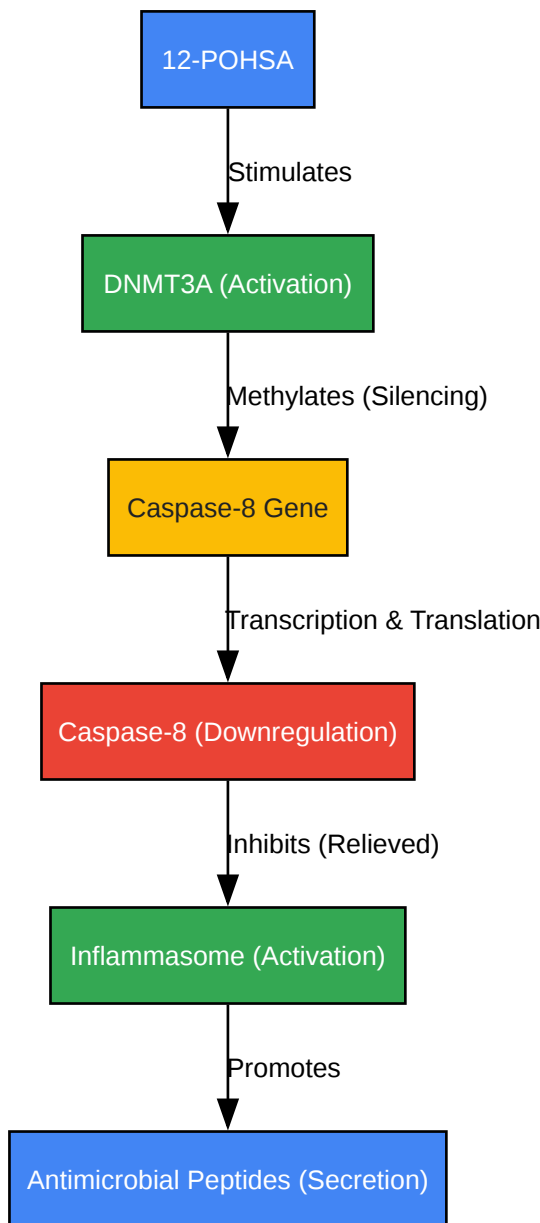 12-POHSA
Stimulates
DNMT3A (Activation)
Methylates (Silencing)
Caspase-8 Gene
Transcription & Translation
Caspase-8 (Downregulation)
Inhibits (Relieved)
Inflammasome (Activation)
Promotes
Antimicrobial Peptides (Secretion)